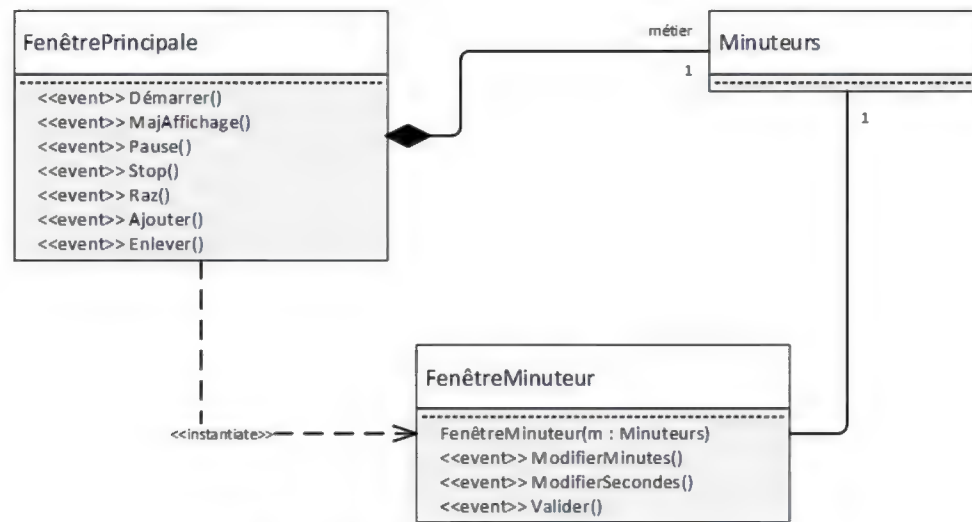 FenêtrePrincipale
<<event>> Démarrer()
<<event>> MajAffichage()
<<event>> Pause()
<<event>> Stop()
<<event>> Raz()
<<event>> Ajouter()
<<event>> Enlever()
métier
1
Minuteurs
1
<<instantiate>>
FenêtreMinuteur
FenêtreMinuteur(m : Minuteurs)
<<event>> ModifierMinutes()
<<event>> ModifierSecondes()
<<event>> Valider()